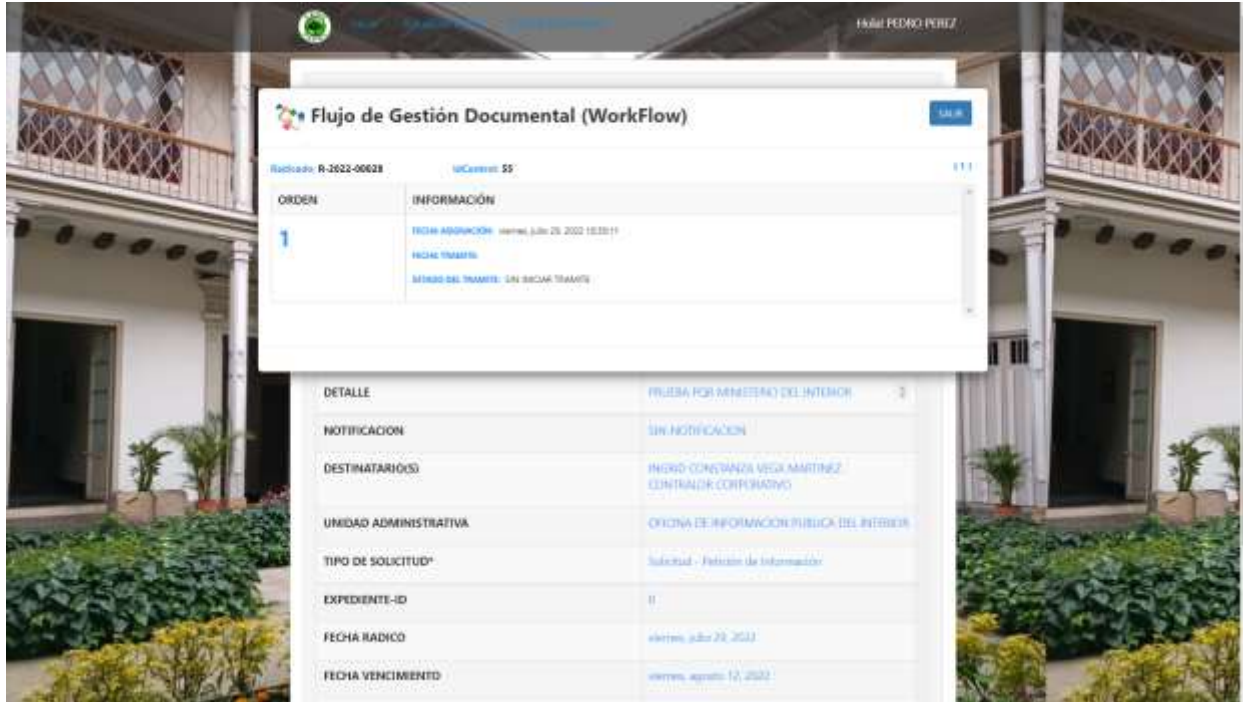 Hola! PEDRO PEREZ
Flujo de Gestión Documental (WorkFlow)
SALIR
Radicado: R-2022-00028 IdControl: 55
( 1 )
ORDEN INFORMACIÓN
1
FECHA ASIGNACIÓN: viernes, julio 29, 2022
FECHA TRAMITE:
ESTADO DEL TRAMITE: SIN INICIAR TRAMITE
DETALLE PRUEBA PQR MINISTERIO DEL INTERIOR
NOTIFICACION SIN NOTIFICACION
DESTINATARIO(S) INGRID CONSTANZA VEGA MARTINEZ
CONTRALOR CORPORATIVO
UNIDAD ADMINISTRATIVA OFICINA DE INFORMACION PUBLICA DEL INTERIOR
TIPO DE SOLICITUD* Solicitud - Petición de Información
EXPEDIENTE-ID 0
FECHA RADICO viernes, julio 29, 2022
FECHA VENCIMIENTO viernes, agosto 12, 2022